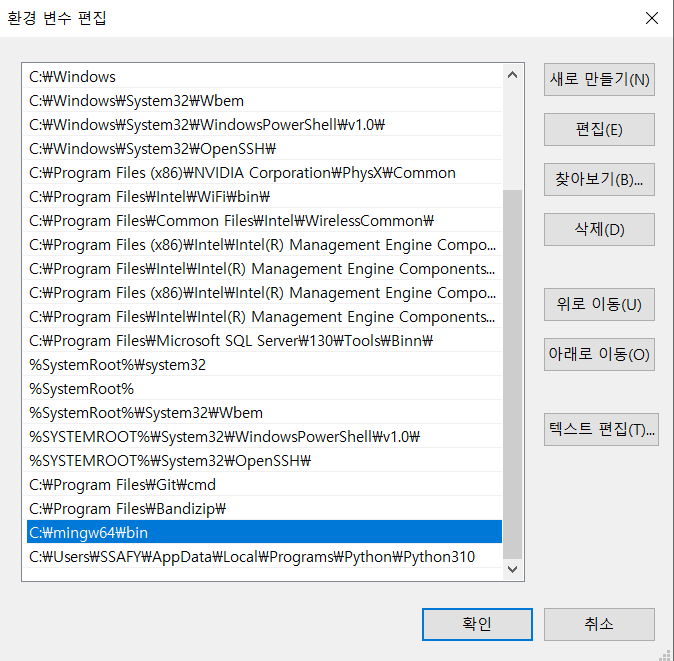 환경 변수 편집
C:₩Windows
C:₩Windows₩System32₩Wbem
C:₩Windows₩System32₩WindowsPowerShell₩v1.0₩
C:₩Windows₩System32₩OpenSSH₩
C:₩Program Files (x86)₩NVIDIA Corporation₩PhysX₩Common
C:₩Program Files₩Intel₩WiFi₩bin₩
C:₩Program Files₩Common Files₩Intel₩WirelessCommon₩
C:₩Program Files (x86)₩Intel₩Intel(R) Management Engine Compo...
C:₩Program Files₩Intel₩Intel(R) Management Engine Components...
C:₩Program Files (x86)₩Intel₩Intel(R) Management Engine Compo...
C:₩Program Files₩Intel₩Intel(R) Management Engine Components...
C:₩Program Files₩Microsoft SQL Server₩130₩Tools₩Binn₩
%SystemRoot%₩system32
%SystemRoot%
%SystemRoot%₩System32₩Wbem
%SYSTEMROOT%₩System32₩WindowsPowerShell₩v1.0₩
%SYSTEMROOT%₩System32₩OpenSSH₩
C:₩Program Files₩Git₩cmd
C:₩Program Files₩Bandizip₩
C:₩mingw64₩bin
C:₩Users₩SSAFY₩AppData₩Local₩Programs₩Python₩Python310
새로 만들기(N)
편집(E)
찾아보기(B)...
삭제(D)
위로 이동(U)
아래로 이동(O)
텍스트 편집(T)...
확인
취소